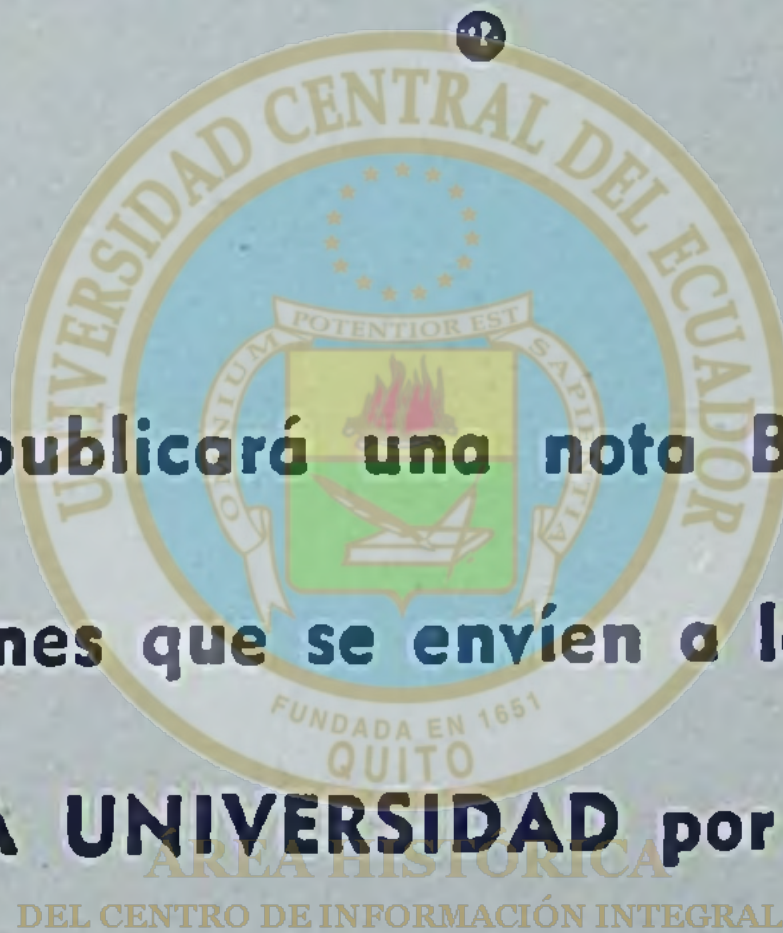 UNIVERSIDAD CENTRAL DEL ECUADOR
OMNIUM POTENTIOR EST SAPIENTIA
publicará una nota B
nes que se envíen a l
FUNDADA EN 1651
QUITO
A UNIVERSIDAD por
ÁREA HISTÓRICA
DEL CENTRO DE INFORMACIÓN INTEGRAL